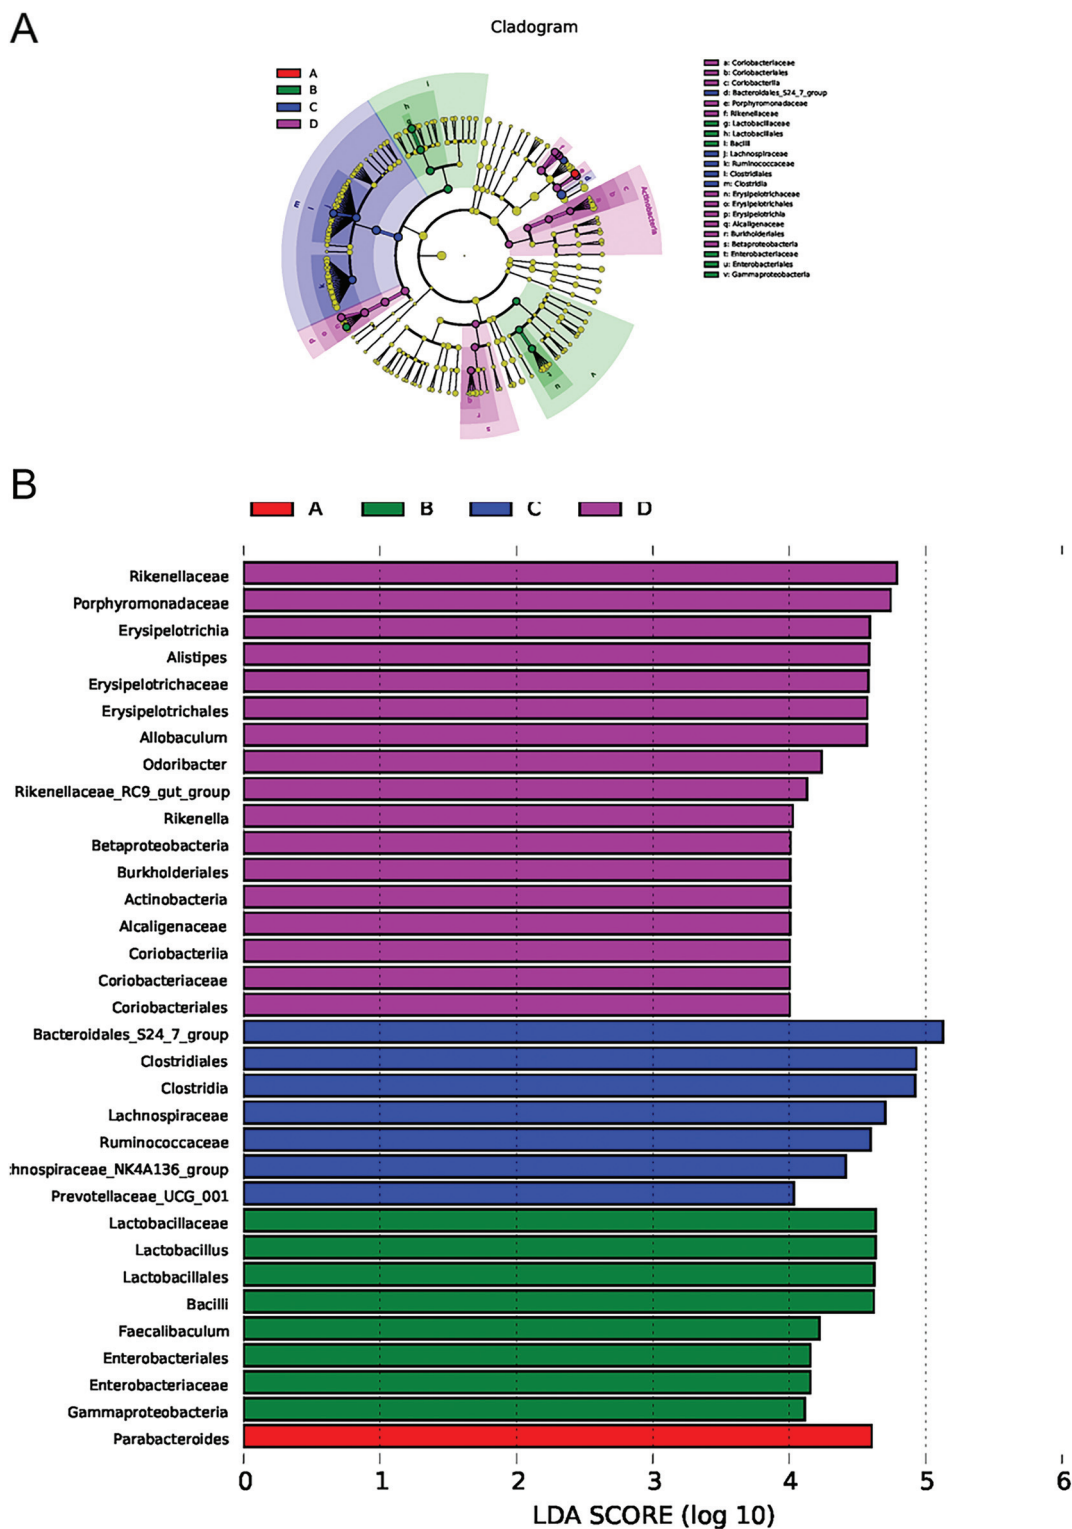 A
Cladogram
A
B
C
D
a: Coriobacteriaceae
b: Coriobacteriales
c: Coriobacteriia
d: Bacteroidales_S24_7_group
e: Porphyromonadaceae
f: Rikenellaceae
g: Lactobacillaceae
h: Lactobacillales
i: Bacilli
j: Lachnospiraceae
k: Ruminococcaceae
l: Clostridiales
m: Clostridia
n: Erysipelotrichaceae
o: Erysipelotrichales
p: Erysipelotrichia
q: Alcaligenaceae
r: Burkholderiales
s: Betaproteobacteria
t: Enterobacteriaceae
u: Enterobacteriales
v: Gammaproteobacteria
Actinobacteria
i
h
m
l
j
k
p
o
c
b
r
s
u
v
B
A B C D
Rikenellaceae
Porphyromonadaceae
Erysipelotrichia
Alistipes
Erysipelotrichaceae
Erysipelotrichales
Allobaculum
Odoribacter
Rikenellaceae_RC9_gut_group
Rikenella
Betaproteobacteria
Burkholderiales
Actinobacteria
Alcaligenaceae
Coriobacteriia
Coriobacteriaceae
Coriobacteriales
Bacteroidales_S24_7_group
Clostridiales
Clostridia
Lachnospiraceae
Ruminococcaceae
chnospiraceae_NK4A136_group
Prevotellaceae_UCG_001
Lactobacillaceae
Lactobacillus
Lactobacillales
Bacilli
Faecalibaculum
Enterobacteriales
Enterobacteriaceae
Gammaproteobacteria
Parabacteroides
0 1 2 3 4 5 6
LDA SCORE (log 10)